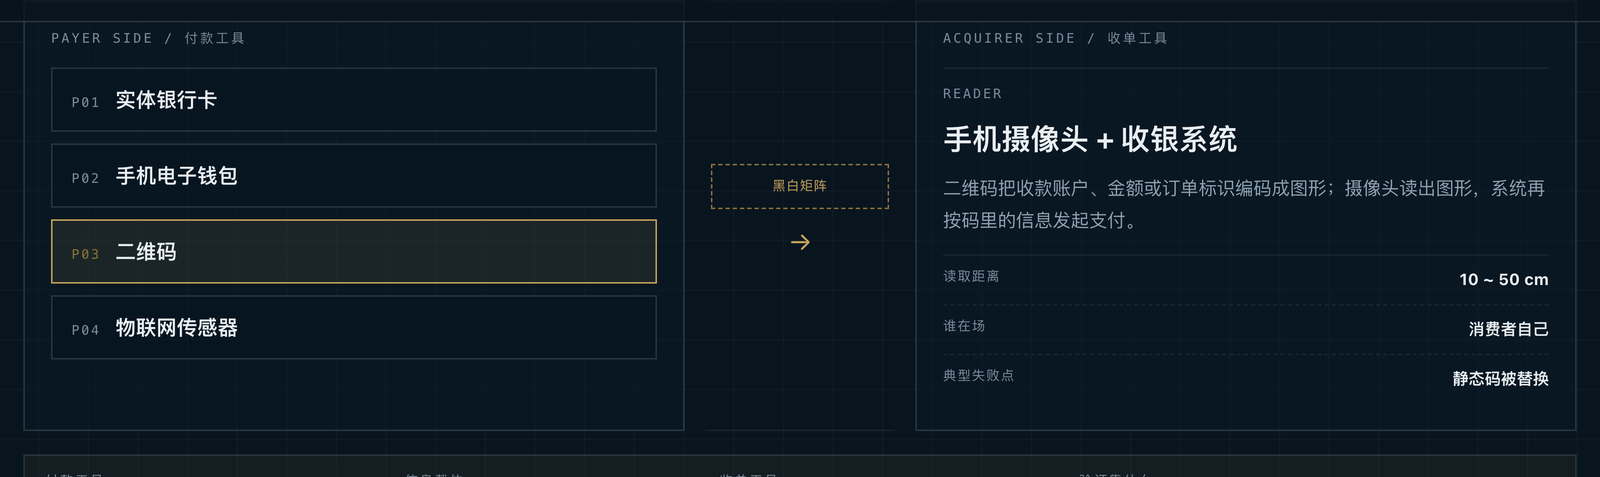 PAYER SIDE / 付款工具
P01 实体银行卡
P02 手机电子钱包
P03 二维码
P04 物联网传感器
黑白矩阵
→
ACQUIRER SIDE / 收单工具
READER
手机摄像头 + 收银系统
二维码把收款账户、金额或订单标识编码成图形；摄像头读出图形，系统再
按码里的信息发起支付。
读取距离 10 ~ 50 cm
谁在场 消费者自己
典型失败点 静态码被替换